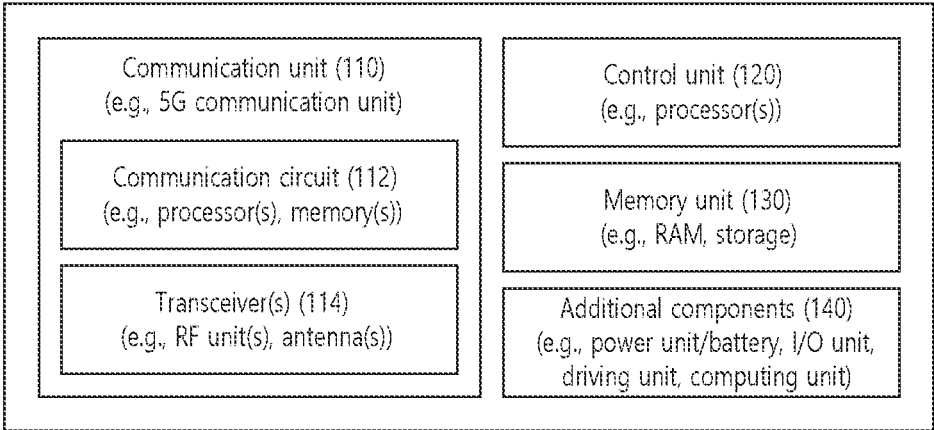 Communication unit (110)
(e.g., 5G communication unit)
Communication circuit (112)
(e.g., processor(s), memory(s))
Transceiver(s) (114)
(e.g., RF unit(s), antenna(s))
Control unit (120)
(e.g., processor(s))
Memory unit (130)
(e.g., RAM, storage)
Additional components (140)
(e.g., power unit/battery, I/O unit,
driving unit, computing unit)